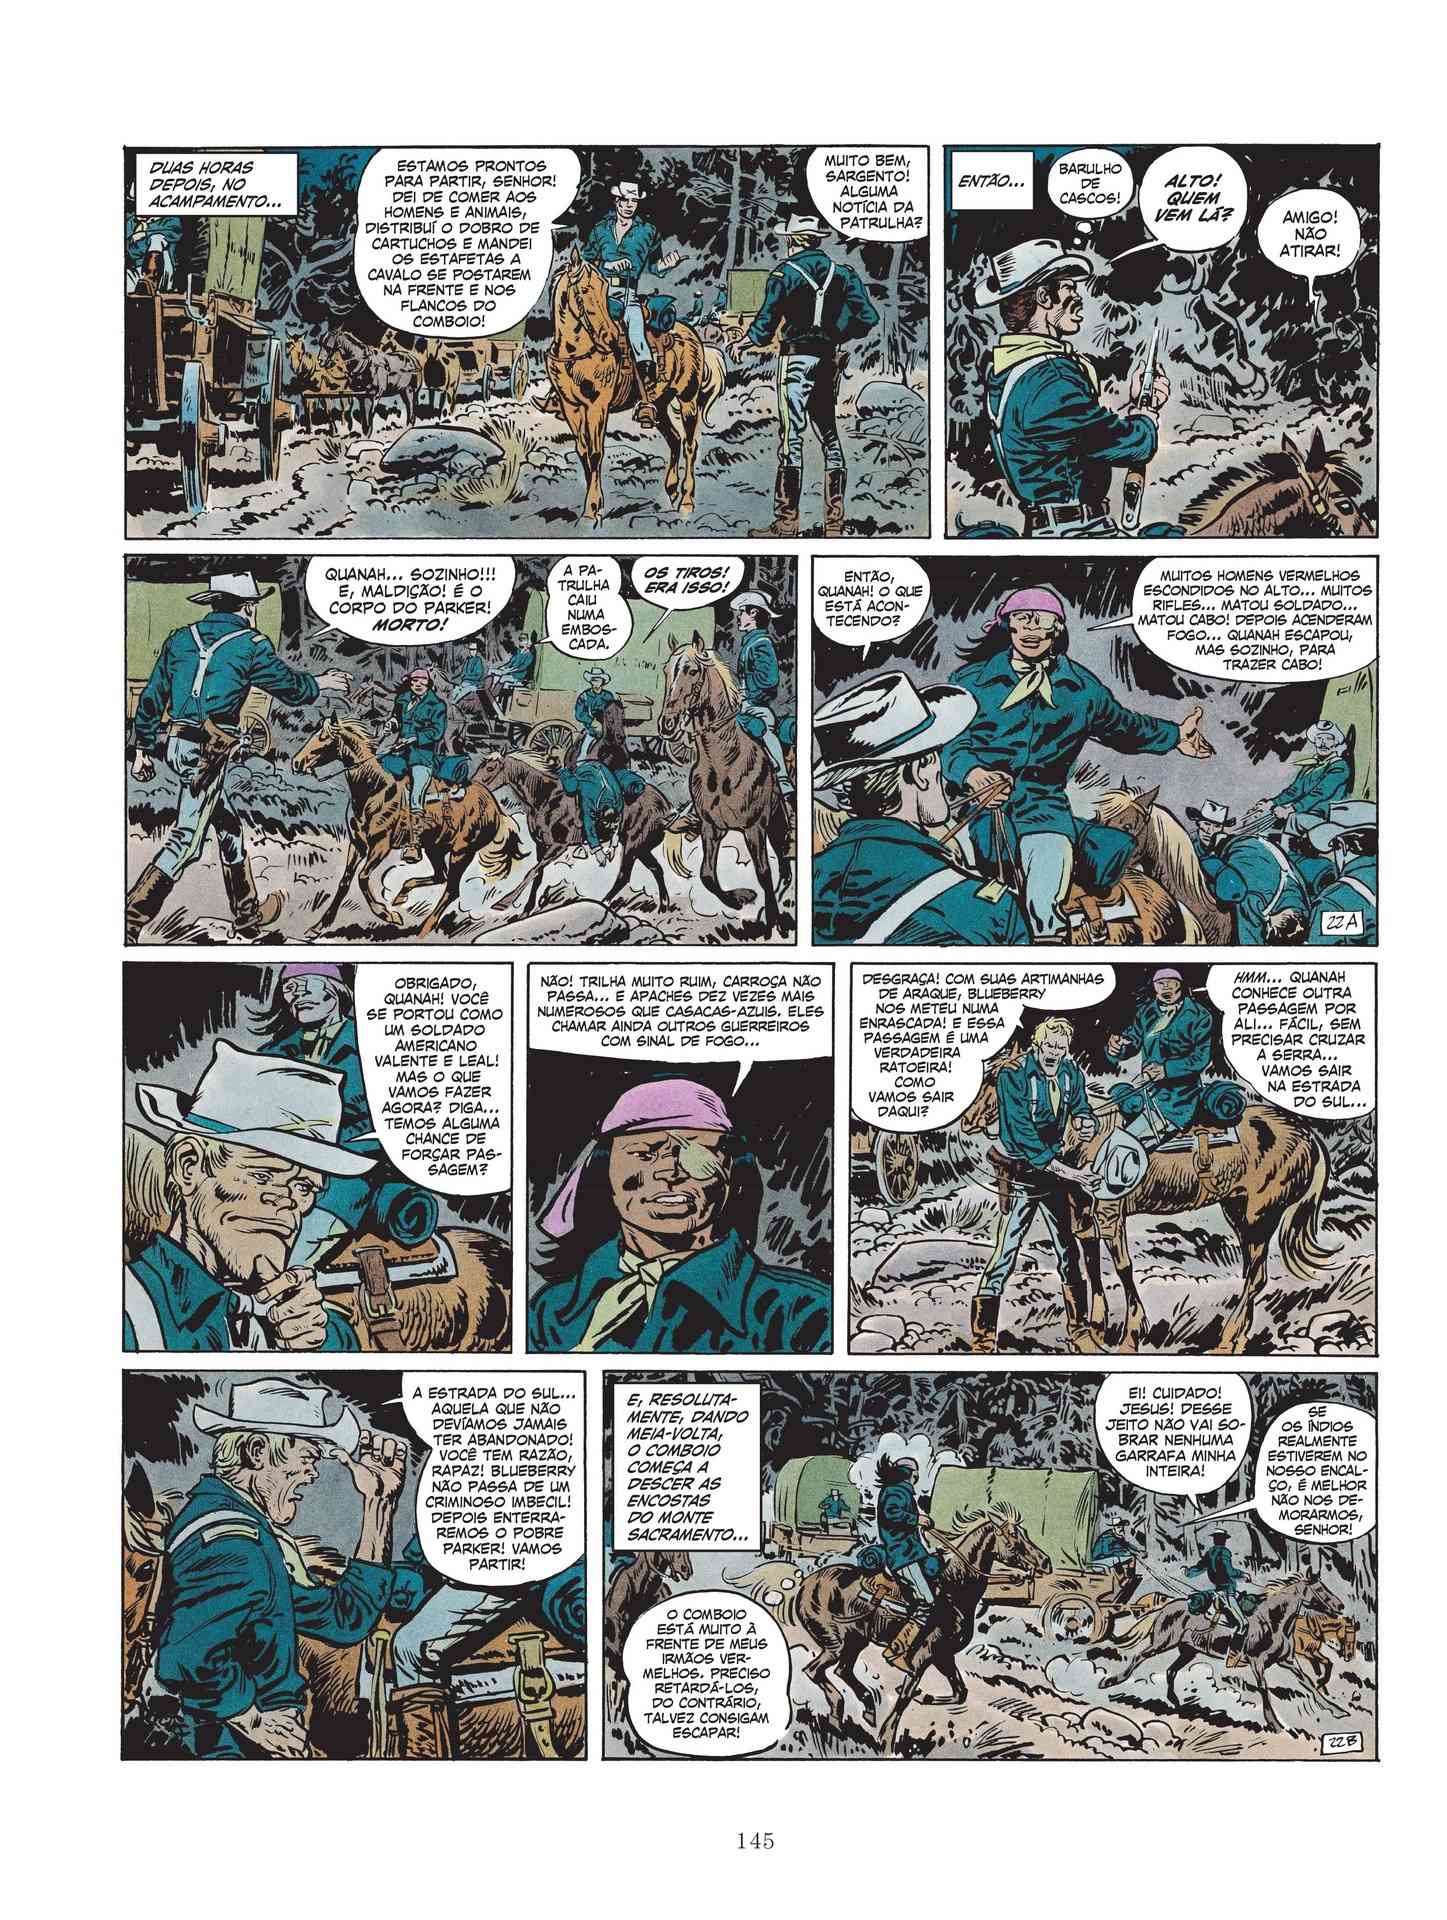 DUAS HORAS
DEPOIS, NO
ACAMPAMENTO...
ESTAMOS PRONTOS
PARA PARTIR, SENHOR!
DEI DE COMER AOS
HOMENS E ANIMAIS,
DISTRIBUÍ O DOBRO DE
CARTUCHOS E MANDEI
OS ESTAFETAS A
CAVALO SE POSTAREM
NA FRENTE E NOS
FLANCOS DO
COMBOIO!
MUITO BEM,
SARGENTO!
ALGUMA
NOTÍCIA DA
PATRULHA?
ENTÃO...
BARULHO
DE
CASCOS!
ALTO!
QUEM
VEM LÁ?
AMIGO!
NÃO
ATIRAR!
QUANAH... SOZINHO!!!
E, MALDIÇÃO! É O
CORPO DO PARKER!
MORTO!
A PA-
TRULHA
CAIU
NUMA
EMBOS-
CADA.
OS TIROS!
ERA ISSO!
ENTÃO,
QUANAH! O QUE
ESTÁ ACON-
TECENDO?
MUITOS HOMENS VERMELHOS
ESCONDIDOS NO ALTO... MUITOS
RIFLES... MATOU SOLDADO...
MATOU CABO! DEPOIS ACENDERAM
FOGO... QUANAH ESCAPOU,
MAS SOZINHO, PARA
TRAZER CABO!
22A
OBRIGADO,
QUANAH! VOCÊ
SE PORTOU COMO
UM SOLDADO
AMERICANO
VALENTE E LEAL!
MAS O QUE
VAMOS FAZER
AGORA? DIGA...
TEMOS ALGUMA
CHANCE DE
FORÇAR PAS-
SAGEM?
NÃO! TRILHA MUITO RUIM, CARROÇA NÃO
PASSA... E APACHES DEZ VEZES MAIS
NUMEROSOS QUE CASACAS-AZUIS. ELES
CHAMAR AINDA OUTROS GUERREIROS
COM SINAL DE FOGO...
DESGRAÇA! COM SUAS ARTIMANHAS
DE ARAQUE, BLUEBERRY
NOS METEU NUMA
ENRASCADA! E ESSA
PASSAGEM É UMA
VERDADEIRA
RATOEIRA!
COMO
VAMOS SAIR
DAQUI?
HMM... QUANAH
CONHECE OUTRA
PASSAGEM POR
ALI... FÁCIL, SEM
PRECISAR CRUZAR
A SERRA...
VAMOS SAIR
NA ESTRADA
DO SUL...
A ESTRADA DO SUL...
AQUELA QUE NÃO
DEVÍAMOS JAMAIS
TER ABANDONADO!
VOCÊ TEM RAZÃO,
RAPAZ! BLUEBERRY
NÃO PASSA DE UM
CRIMINOSO IMBECIL!
DEPOIS ENTERRA-
REMOS O POBRE
PARKER! VAMOS
PARTIR!
E, RESOLUTA-
MENTE, DANDO
MEIA-VOLTA,
O COMBOIO
COMEÇA A
DESCER AS
ENCOSTAS
DO MONTE
SACRAMENTO...
EI! CUIDADO!
JESUS! DESSE
JEITO NÃO VAI SO-
BRAR NENHUMA
GARRAFA MINHA
INTEIRA!
SE
OS ÍNDIOS
REALMENTE
ESTIVEREM NO
NOSSO ENCAL-
ÇO, É MELHOR
NÃO NOS DE-
MORARMOS,
SENHOR!
O COMBOIO
ESTÁ MUITO À
FRENTE DE MEUS
IRMÃOS VER-
MELHOS. PRECISO
RETARDÁ-LOS,
DO CONTRÁRIO,
TALVEZ CONSIGAM
ESCAPAR!
22B
145